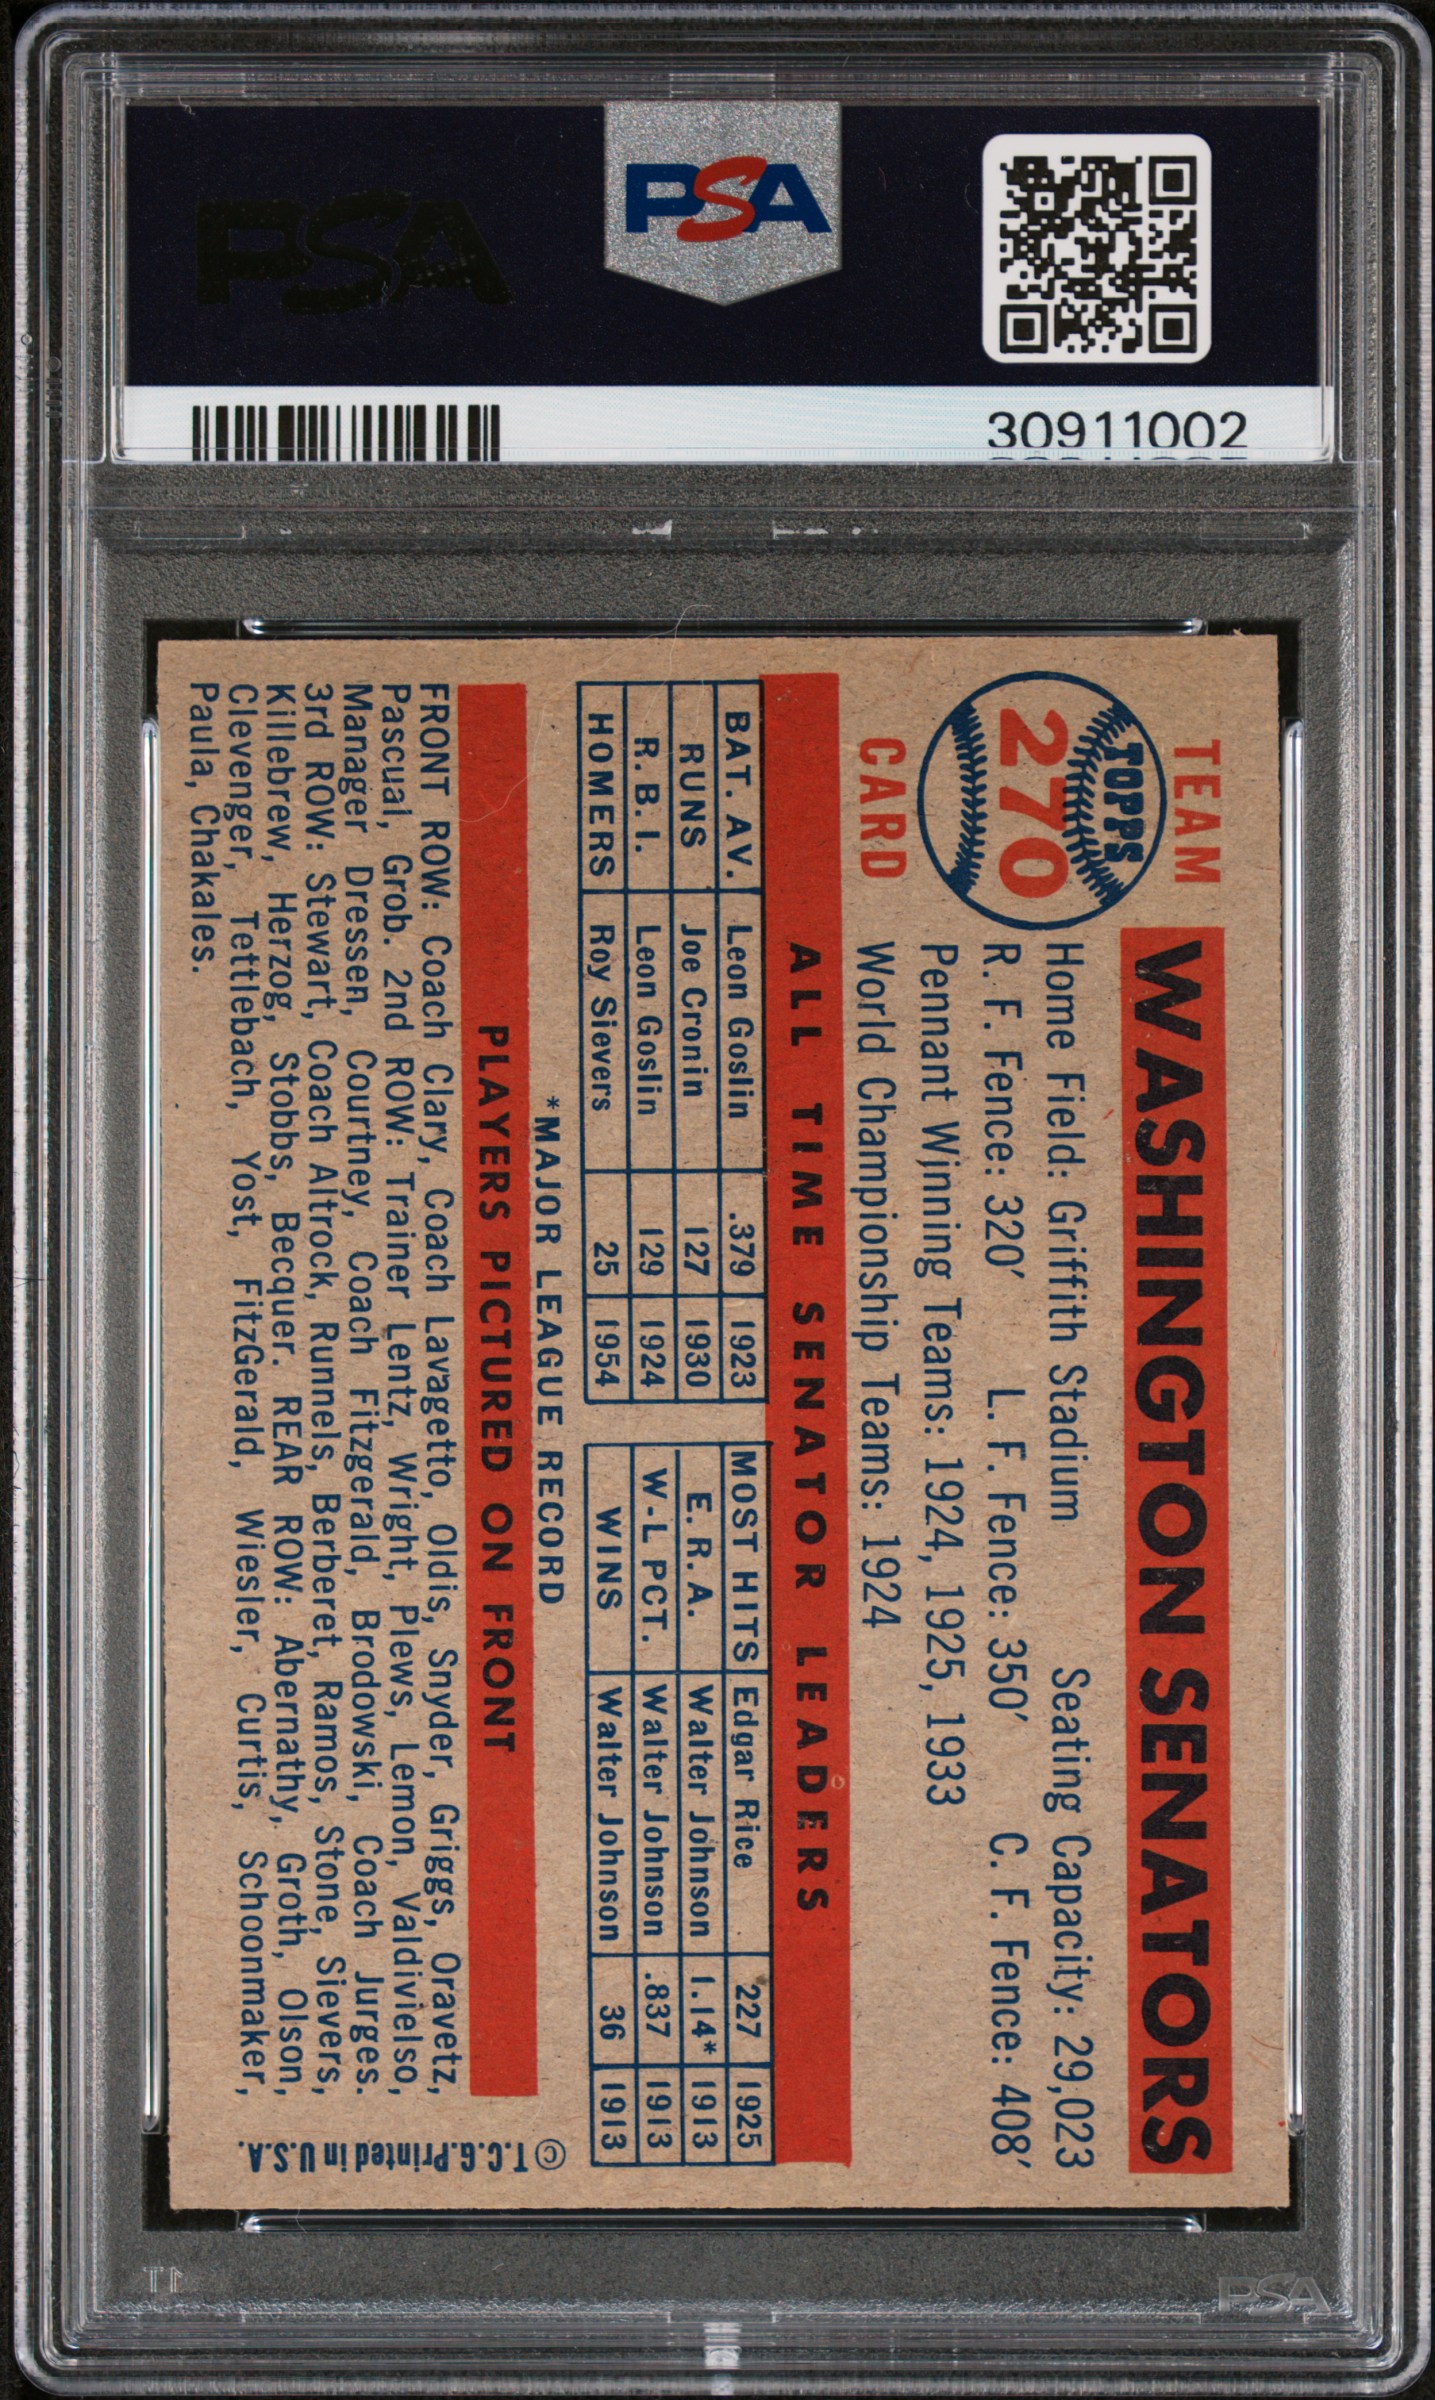 PSA
PSA
30911002
TEAM
TOPPS
270
CARD
WASHINGTON SENATORS
Home Field: Griffith Stadium Seating Capacity: 29,023
R. F. Fence: 320' L. F. Fence: 350' C. F. Fence: 408'
Pennant Winning Teams: 1924, 1925, 1933
World Championship Teams: 1924
ALL TIME SENATOR LEADERS
BAT. AV. Leon Goslin .379 1923 MOST HITS Edgar Rice 227 1925
RUNS Joe Cronin 127 1930 E. R. A. Walter Johnson 1.14* 1913
R. B. I. Leon Goslin 129 1924 W-L PCT. Walter Johnson .837 1913
HOMERS Roy Sievers 25 1954 WINS Walter Johnson 36 1913
*MAJOR LEAGUE RECORD
PLAYERS PICTURED ON FRONT
FRONT ROW: Coach Clary, Coach Lavagetto, Oldis, Snyder, Griggs, Oravetz,
Pascual, Grob. 2nd ROW: Trainer Lentz, Wright, Plews, Lemon, Valdivielso,
Manager Dressen, Courtney, Coach Fitzgerald, Brodowski, Coach Jurges.
3rd ROW: Stewart, Coach Altrock, Runnels, Berberet, Ramos, Stone, Sievers,
Killebrew, Herzog, Stobbs, Becquer. REAR ROW: Abernathy, Groth, Olson,
Clevenger, Tettlebach, Yost, FitzGerald, Wiesler, Curtis, Schoonmaker,
Paula, Chakales.
© T.C.G. Printed in U.S.A.
PSA